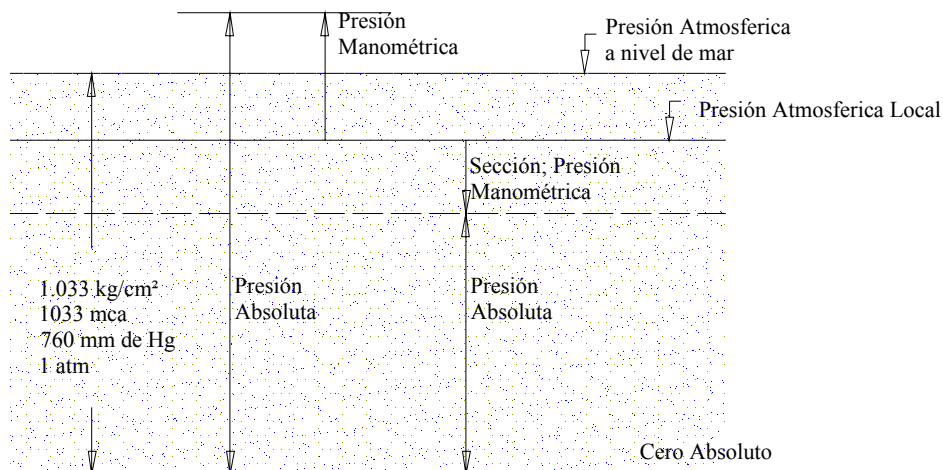 Presión
Manométrica
Presión Atmosferica
a nivel de mar
Presión Atmosferica Local
Sección; Presión
Manométrica
1.033 kg/cm²
1033 mca
760 mm de Hg
1 atm
Presión
Absoluta
Presión
Absoluta
Cero Absoluto